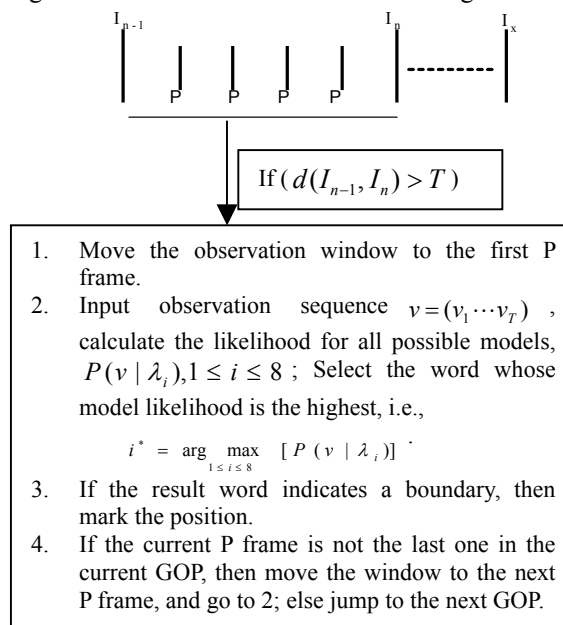 I n-1 I n I x
P P P P
If ( d(I_{n-1}, I_n) > T )
1. Move the observation window to the first P
frame.
2. Input observation sequence v = (v_1 ⋯ v_T) ,
calculate the likelihood for all possible models,
P(v | λ_i), 1 ≤ i ≤ 8 ; Select the word whose
model likelihood is the highest, i.e.,
i* = arg max_{1 ≤ i ≤ 8} [ P ( v | λ_i )] .
3. If the result word indicates a boundary, then
mark the position.
4. If the current P frame is not the last one in the
current GOP, then move the window to the next
P frame, and go to 2; else jump to the next GOP.